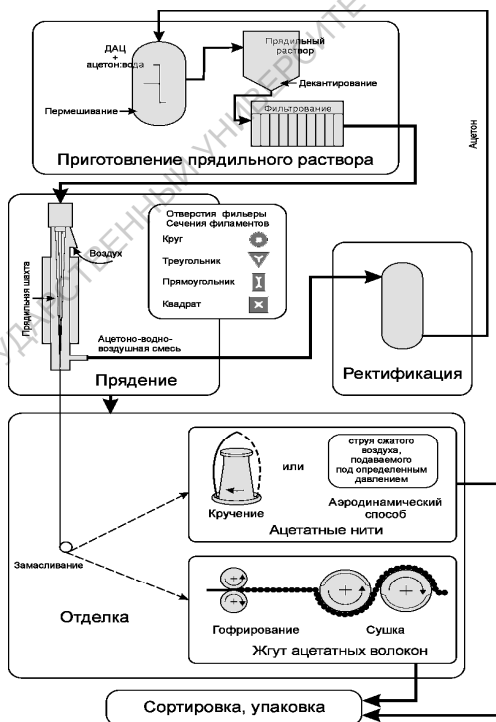 ДАЦ
+
ацетон:вода
Пермешивание
Прядильный
раствор
Декантирование
Фильтрование
Приготовление прядильного раствора
Ацетон
Прядильная шахта
Воздух
Отверстия фильеры
Сечения филаментов
Круг
Треугольник
Прямоугольник
Квадрат
Ацетоно-водно-
воздушная смесь
Прядение
Ректификация
Замасливание
Отделка
Кручение
или
струя сжатого
воздуха,
подаваемого
под определенным
давлением
Аэродинамический
способ
Ацетатные нити
Гофрирование
Сушка
Жгут ацетатных волокон
Сортировка, упаковка
УДАРСТВЕННЫЙ УНИВЕРСИТЕ